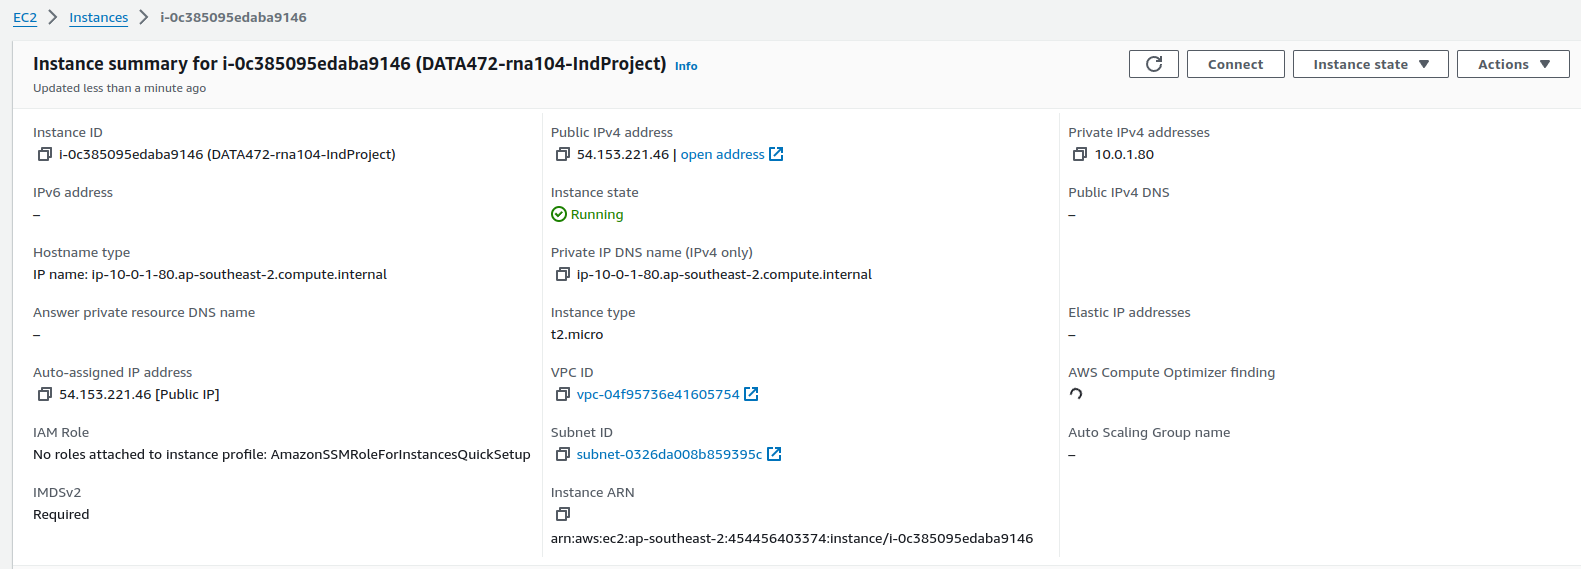 EC2 > Instances > i-0c385095edaba9146
Instance summary for i-0c385095edaba9146 (DATA472-rna104-IndProject) Info
Updated less than a minute ago
Connect
Instance state
Actions
Instance ID
i-0c385095edaba9146 (DATA472-rna104-IndProject)
Public IPv4 address
54.153.221.46 | open address
Private IPv4 addresses
10.0.1.80
IPv6 address
–
Instance state
Running
Public IPv4 DNS
–
Hostname type
IP name: ip-10-0-1-80.ap-southeast-2.compute.internal
Private IP DNS name (IPv4 only)
ip-10-0-1-80.ap-southeast-2.compute.internal
Answer private resource DNS name
–
Instance type
t2.micro
Elastic IP addresses
–
Auto-assigned IP address
54.153.221.46 [Public IP]
VPC ID
vpc-04f95736e41605754
AWS Compute Optimizer finding
IAM Role
No roles attached to instance profile: AmazonSSMRoleForInstancesQuickSetup
Subnet ID
subnet-0326da008b859395c
Auto Scaling Group name
–
IMDSv2
Required
Instance ARN
arn:aws:ec2:ap-southeast-2:454456403374:instance/i-0c385095edaba9146